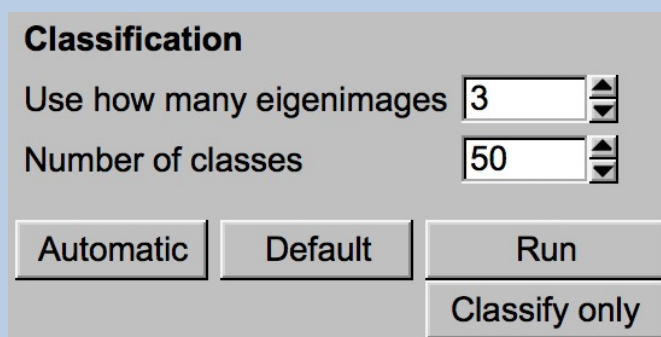 Classification
Use how many eigenimages 3
Number of classes 50
Automatic Default Run
Classify only